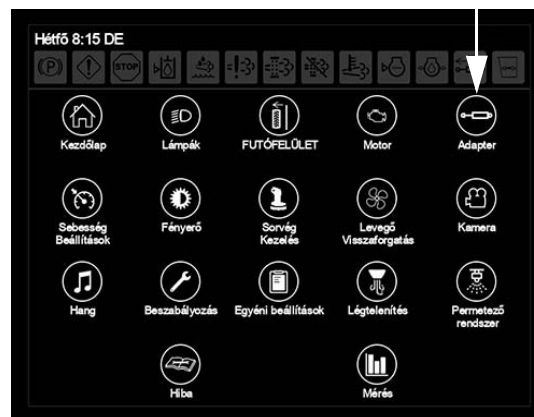 Hétfő 8:15 DE
(P) STOP
Kezdőlap Lámpák FUTÓFELÜLET Motor Adapter
Sebesség Beállítások Fényerő Sorvég Kezelés Levegő Visszaforgatás Kamera
Hang Beszabályozás Egyéni beállítások Légtelenítés Permetező rendszer
Hiba Mérés